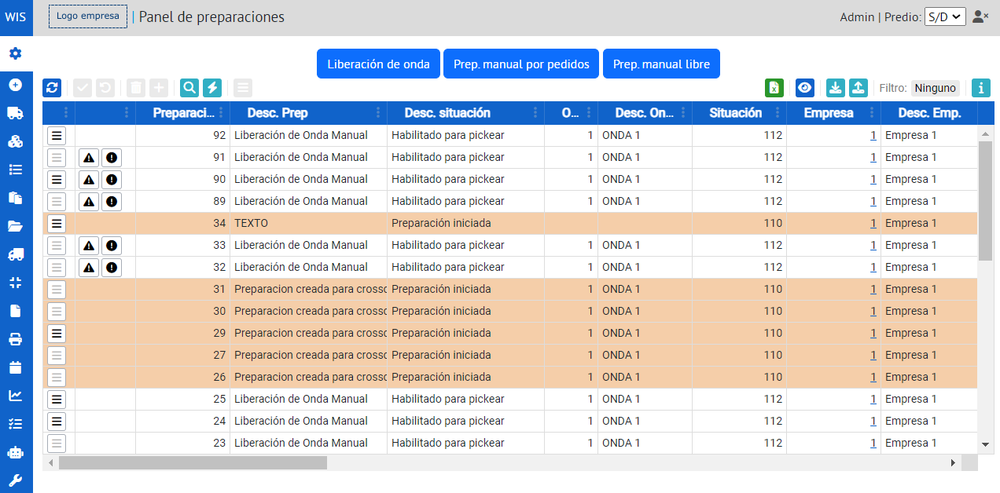 WIS Logo empresa | Panel de preparaciones Admin | Predio: S/D
Liberación de onda Prep. manual por pedidos Prep. manual libre
Filtro: Ninguno
Preparaci... Desc. Prep Desc. situación O... Desc. On... Situación Empresa Desc. Emp.
92 Liberación de Onda Manual Habilitado para pickear 1 ONDA 1 112 1 Empresa 1
91 Liberación de Onda Manual Habilitado para pickear 1 ONDA 1 112 1 Empresa 1
90 Liberación de Onda Manual Habilitado para pickear 1 ONDA 1 112 1 Empresa 1
89 Liberación de Onda Manual Habilitado para pickear 1 ONDA 1 112 1 Empresa 1
34 TEXTO Preparación iniciada 110 1 Empresa 1
33 Liberación de Onda Manual Habilitado para pickear 1 ONDA 1 112 1 Empresa 1
32 Liberación de Onda Manual Habilitado para pickear 1 ONDA 1 112 1 Empresa 1
31 Preparacion creada para crosso Preparación iniciada 1 ONDA 1 110 1 Empresa 1
30 Preparacion creada para crosso Preparación iniciada 1 ONDA 1 110 1 Empresa 1
29 Preparacion creada para crosso Preparación iniciada 1 ONDA 1 110 1 Empresa 1
27 Preparacion creada para crosso Preparación iniciada 1 ONDA 1 110 1 Empresa 1
26 Preparacion creada para crosso Preparación iniciada 1 ONDA 1 110 1 Empresa 1
25 Liberación de Onda Manual Habilitado para pickear 1 ONDA 1 112 1 Empresa 1
24 Liberación de Onda Manual Habilitado para pickear 1 ONDA 1 112 1 Empresa 1
23 Liberación de Onda Manual Habilitado para pickear 1 ONDA 1 112 1 Empresa 1